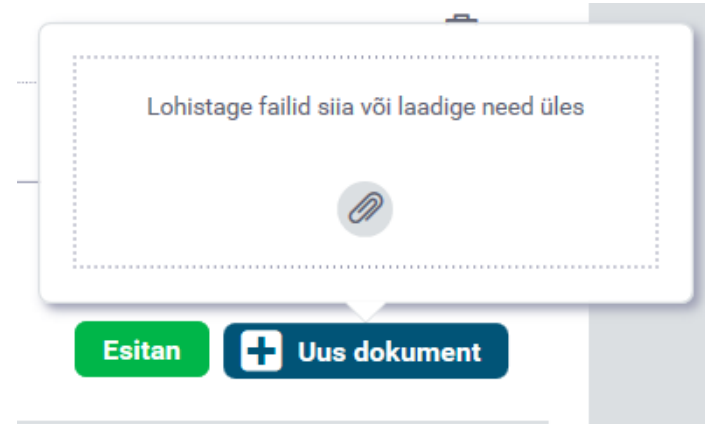 Lohistage failid siia või laadige need üles
Esitan
Uus dokument